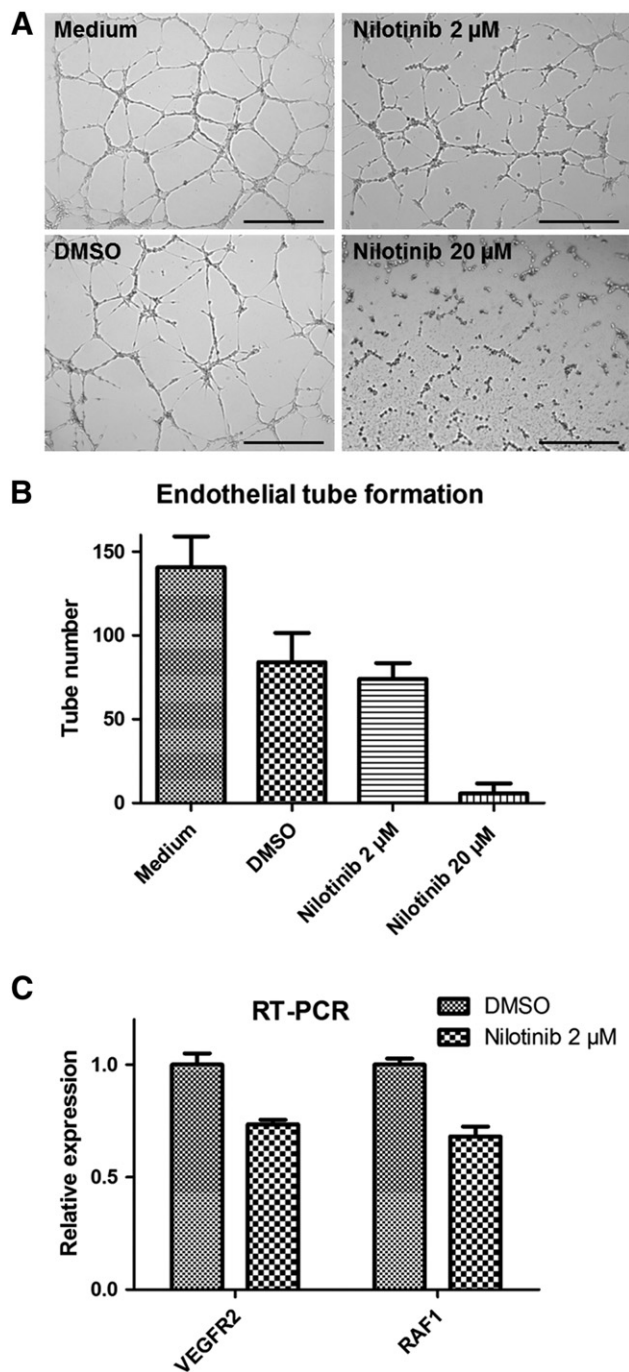 A
Medium
Nilotinib 2 µM
DMSO
Nilotinib 20 µM
B
Endothelial tube formation
Tube number
150
100
50
0
Medium
DMSO
Nilotinib 2 µM
Nilotinib 20 µM
C
RT-PCR
DMSO
Nilotinib 2 µM
Relative expression
1.0
0.5
0.0
VEGFR2
RAF1